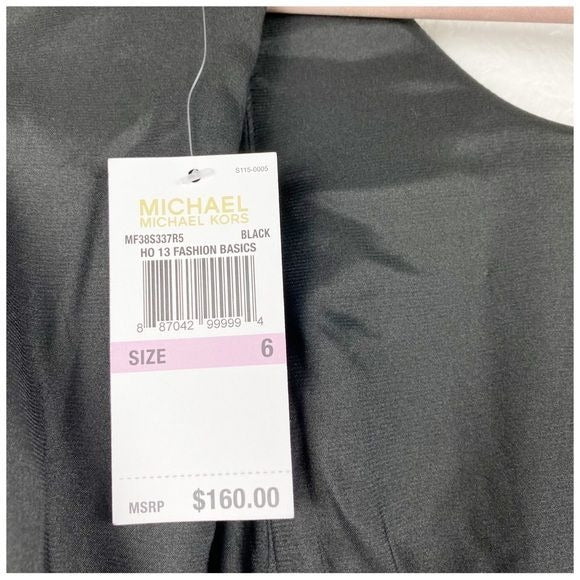 S115-0005
MICHAEL
MICHAEL KORS
MF38S337R5 BLACK
HO 13 FASHION BASICS
8 87042 99999 4
SIZE 6
MSRP $160.00